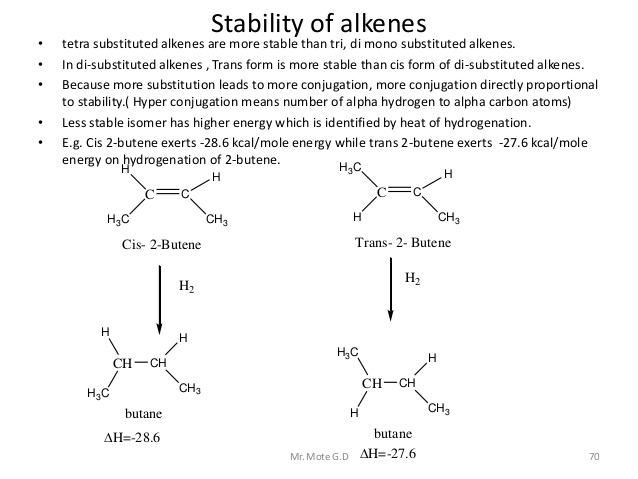 Stability of alkenes
• tetra substituted alkenes are more stable than tri, di mono substituted alkenes.
• In di-substituted alkenes , Trans form is more stable than cis form of di-substituted alkenes.
• Because more substitution leads to more conjugation, more conjugation directly proportional
to stability.( Hyper conjugation means number of alpha hydrogen to alpha carbon atoms)
• Less stable isomer has higher energy which is identified by heat of hydrogenation.
• E.g. Cis 2-butene exerts -28.6 kcal/mole energy while trans 2-butene exerts -27.6 kcal/mole
energy on hydrogenation of 2-butene.
H H
C C
H3C CH3
Cis- 2-Butene
H2
H H
CH CH
H3C CH3
butane
ΔH=-28.6
H3C H
C C
H CH3
Trans- 2- Butene
H2
H3C H
CH CH
H CH3
butane
ΔH=-27.6
Mr. Mote G.D
70